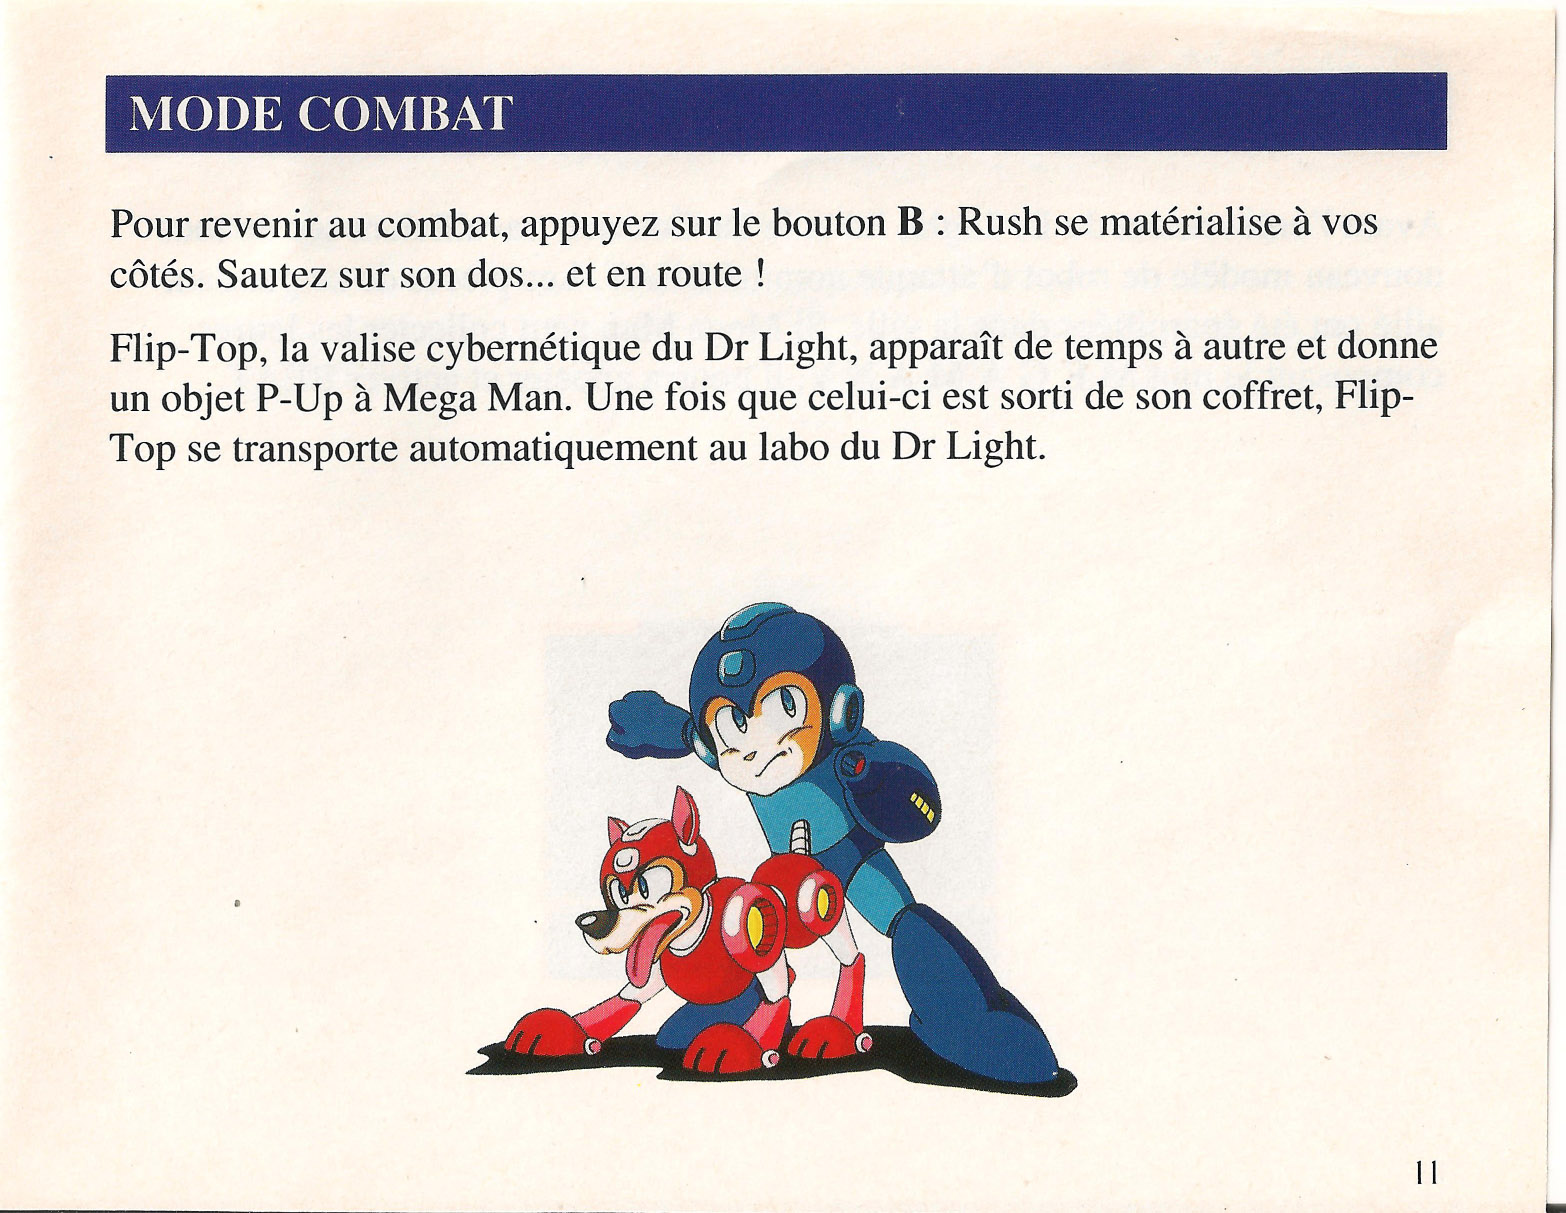 MODE COMBAT
Pour revenir au combat, appuyez sur le bouton B : Rush se matérialise à vos
côtés. Sautez sur son dos... et en route !
Flip-Top, la valise cybernétique du Dr Light, apparaît de temps à autre et donne
un objet P-Up à Mega Man. Une fois que celui-ci est sorti de son coffret, Flip-
Top se transporte automatiquement au labo du Dr Light.
11